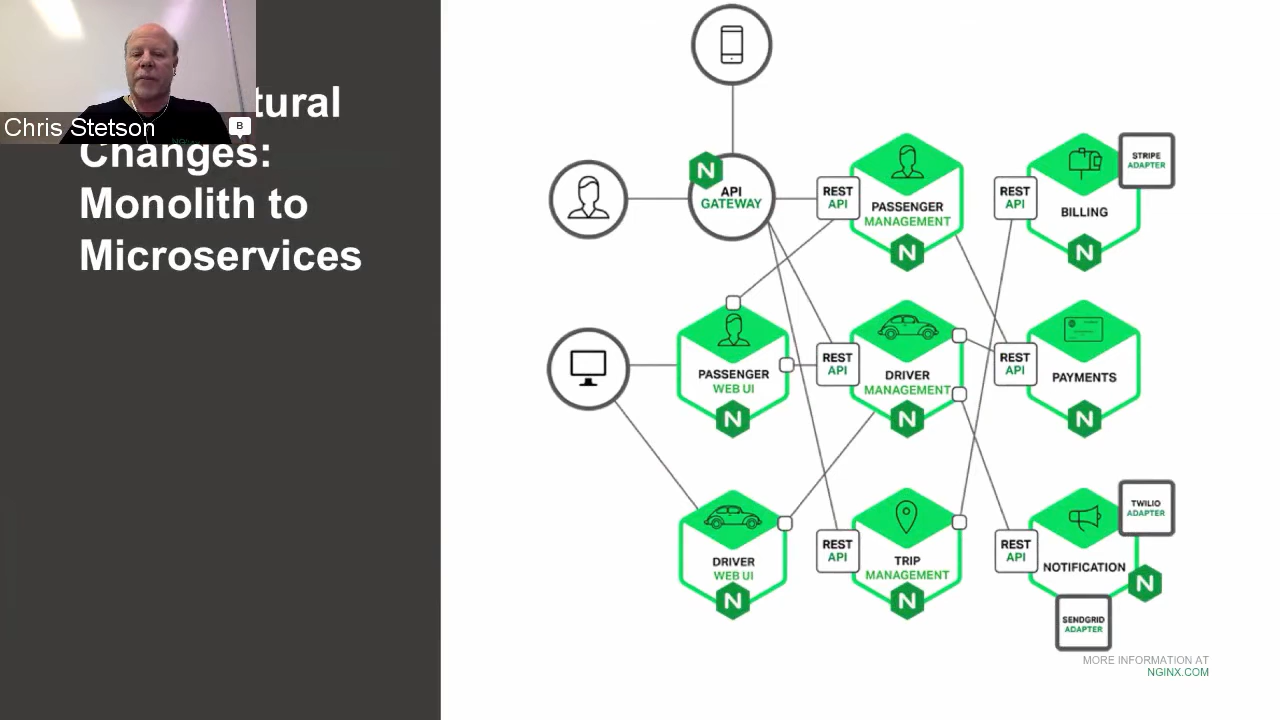 Chris Stetson
B
tural
Changes:
Monolith to
Microservices
N
API
GATEWAY
REST
API
PASSENGER
MANAGEMENT
N
REST
API
BILLING
STRIPE
ADAPTER
N
PASSENGER
WEB UI
N
REST
API
DRIVER
MANAGEMENT
N
REST
API
PAYMENTS
N
DRIVER
WEB UI
N
REST
API
TRIP
MANAGEMENT
N
REST
API
NOTIFICATION
TWILIO
ADAPTER
N
SENDGRID
ADAPTER
MORE INFORMATION AT
NGINX.COM